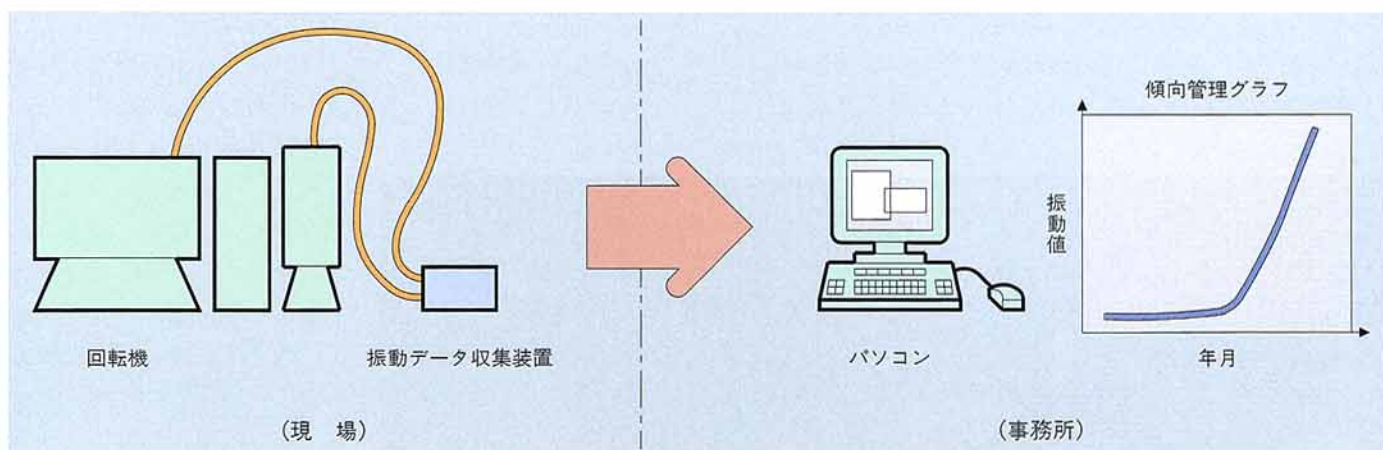 傾向管理グラフ
振動値
回転機
振動データ収集装置
パソコン
年月
(現　場)
(事務所)